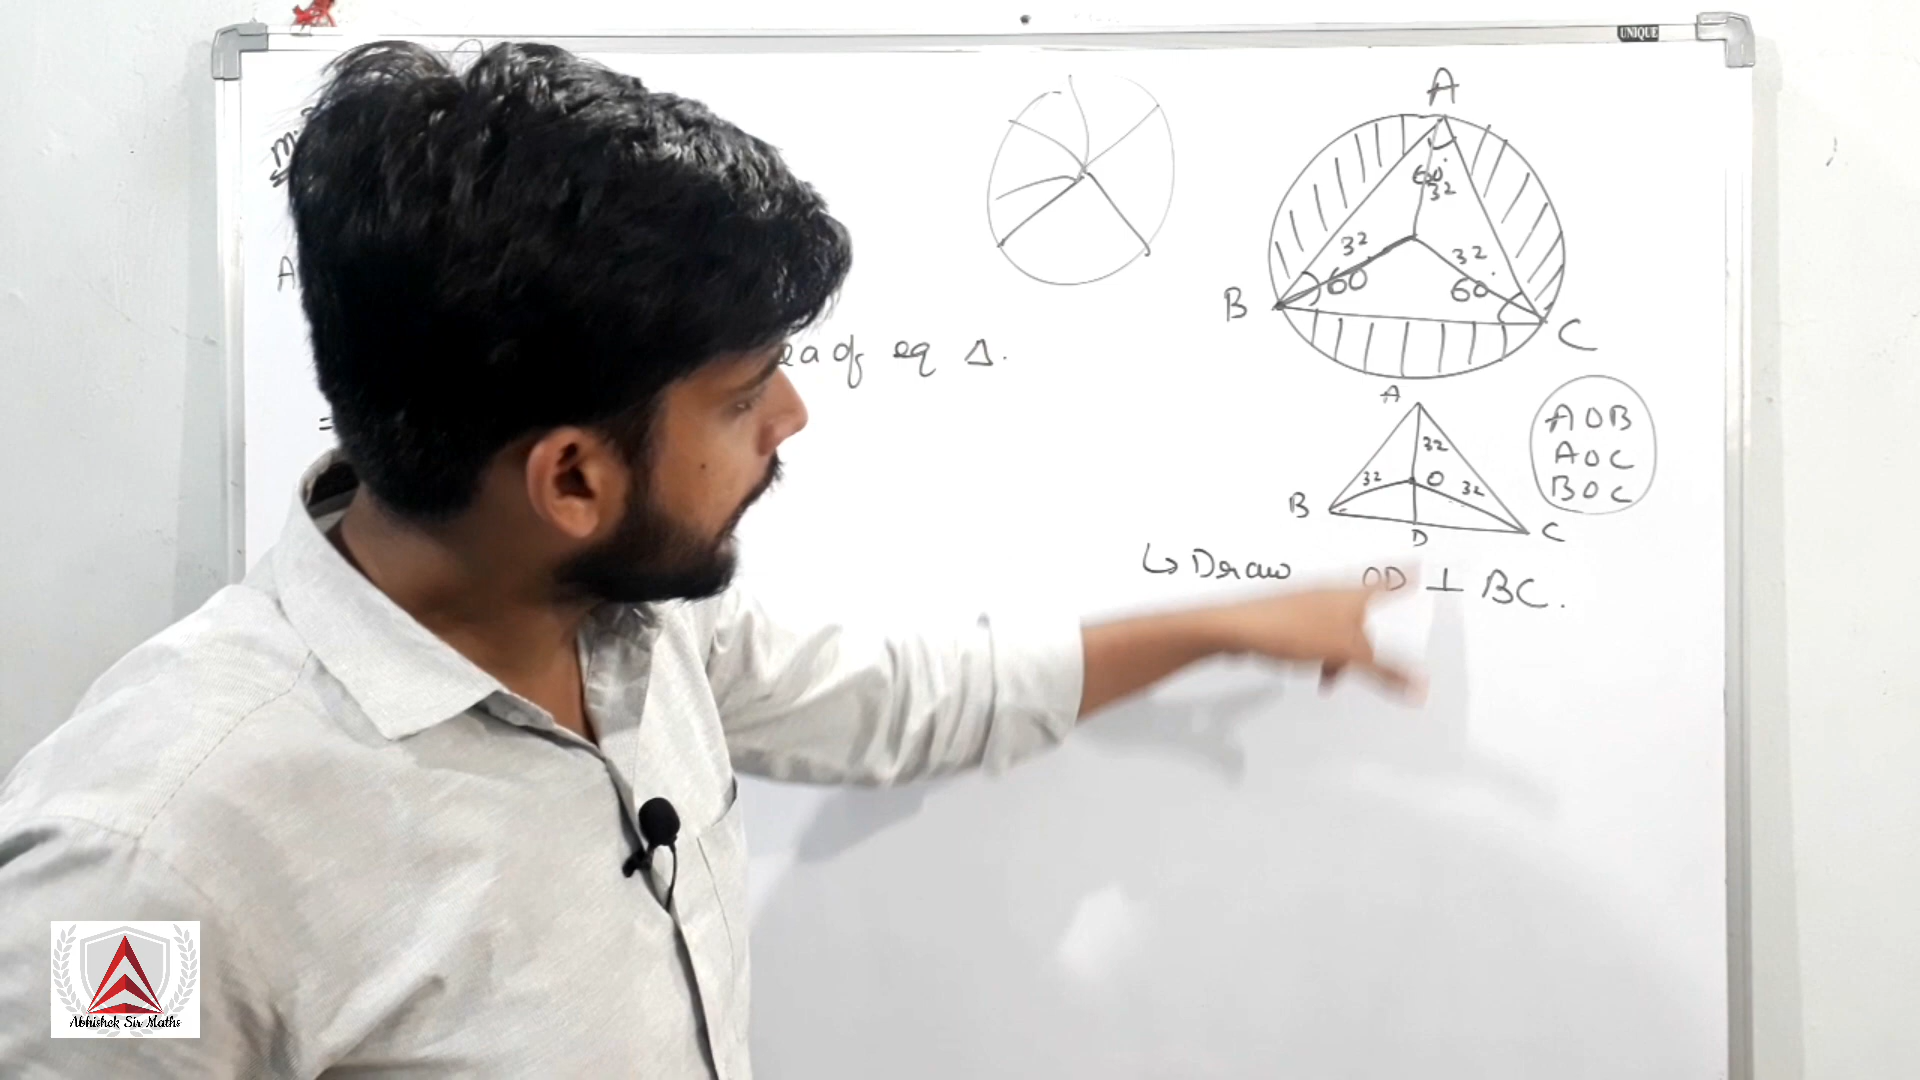 UNIQUE
A
60°
32
32
32
60
60
B
C
ea of eq Δ.
=
A
32
32
O
32
B
C
D
AOB
AOC
BOC
↳ Draw OD ⊥ BC.
Abhishek Sir Maths